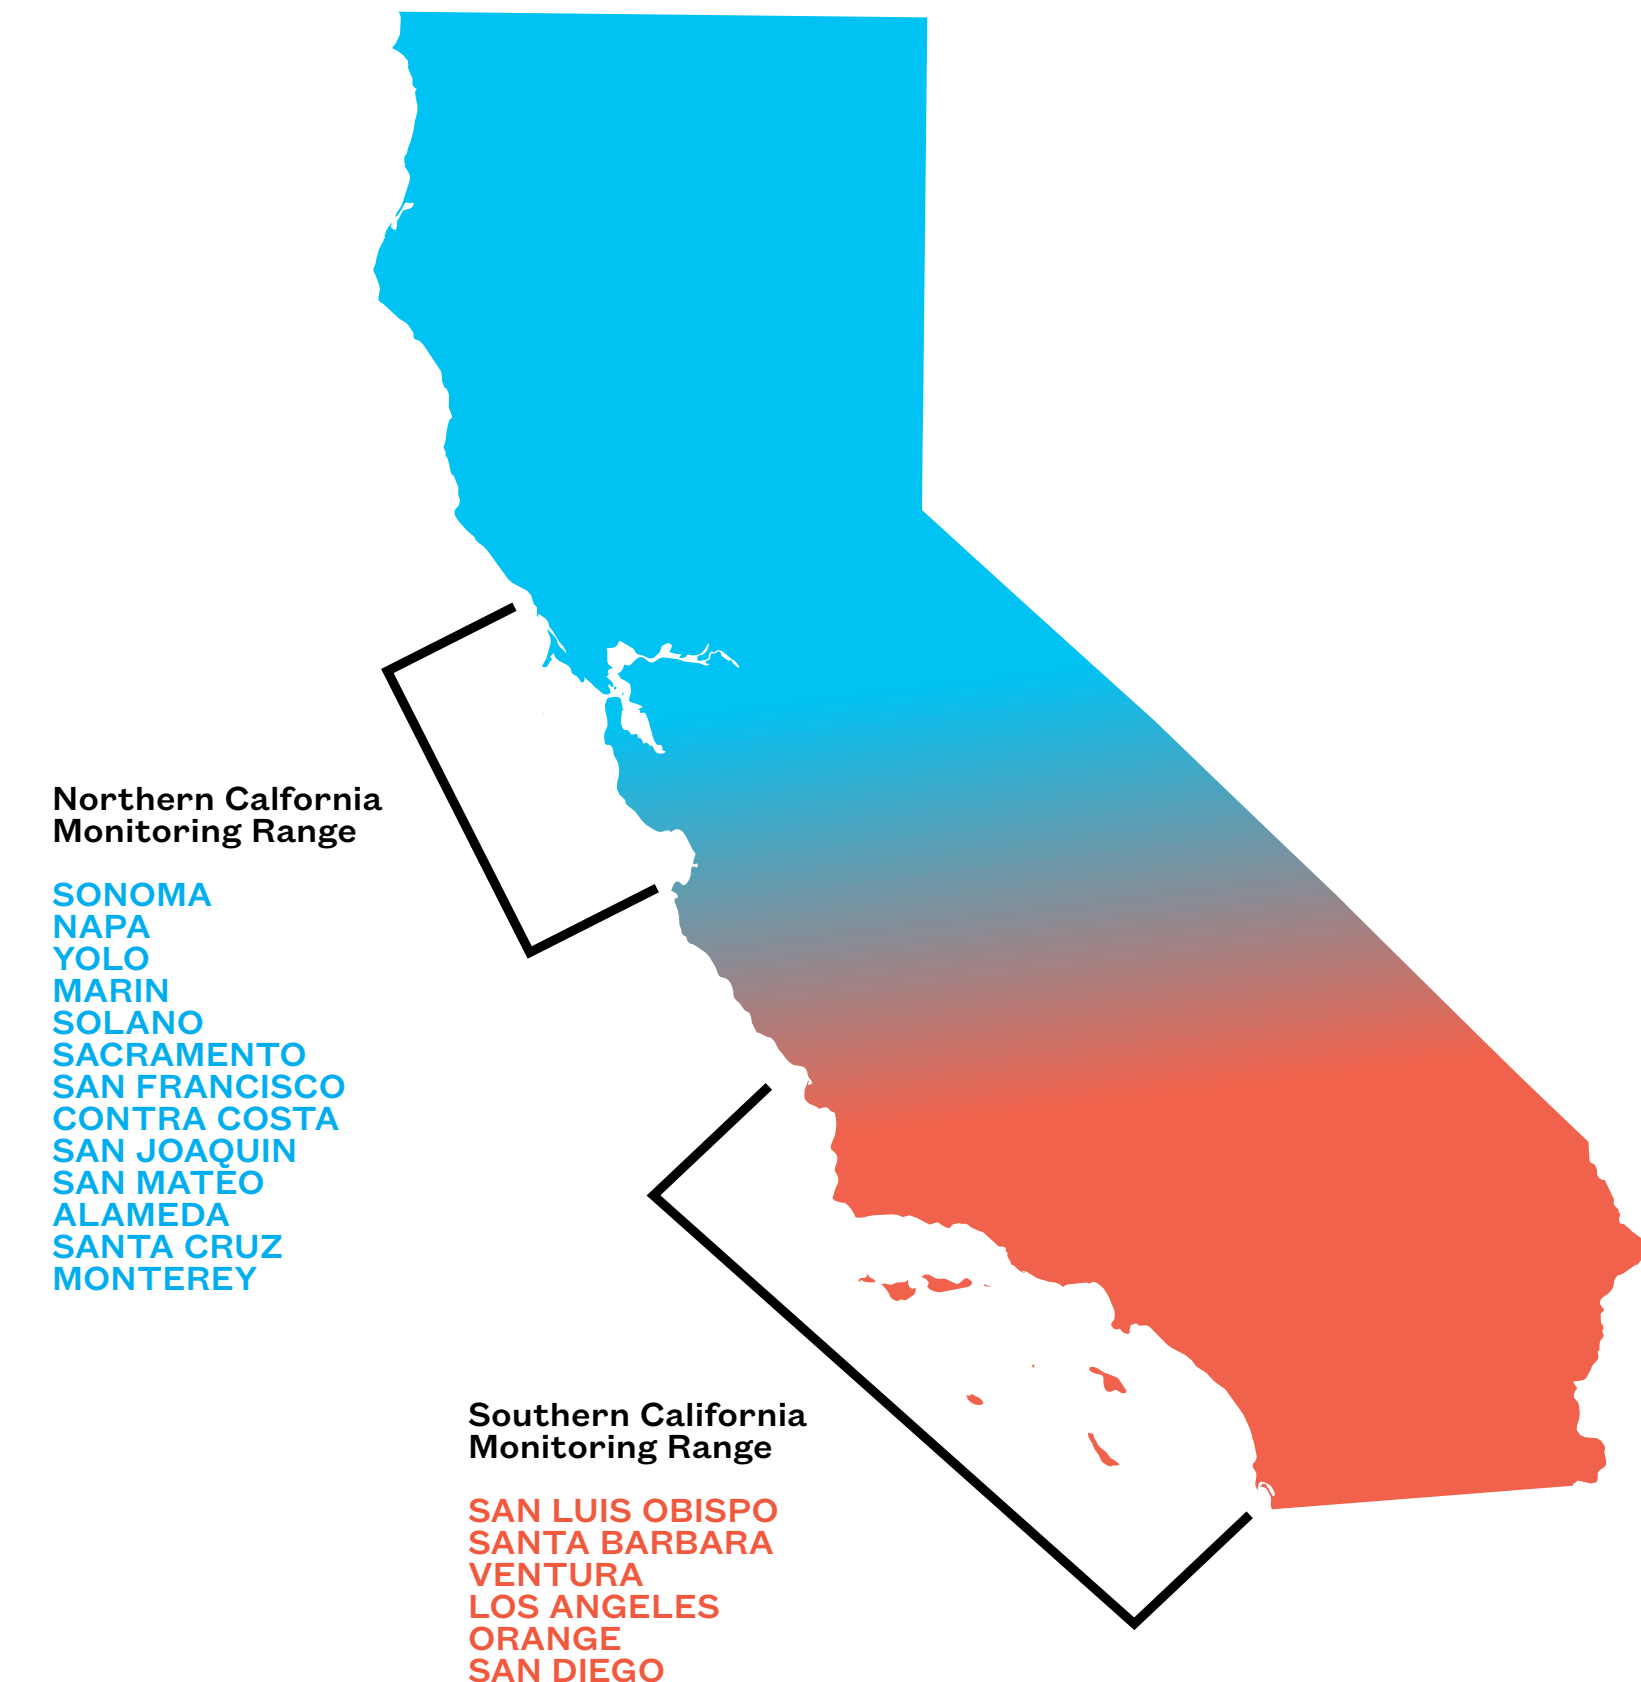 Northern Calfornia
Monitoring Range
SONOMA
NAPA
YOLO
MARIN
SOLANO
SACRAMENTO
SAN FRANCISCO
CONTRA COSTA
SAN JOAQUIN
SAN MATEO
ALAMEDA
SANTA CRUZ
MONTEREY
Southern California
Monitoring Range
SAN LUIS OBISPO
SANTA BARBARA
VENTURA
LOS ANGELES
ORANGE
SAN DIEGO